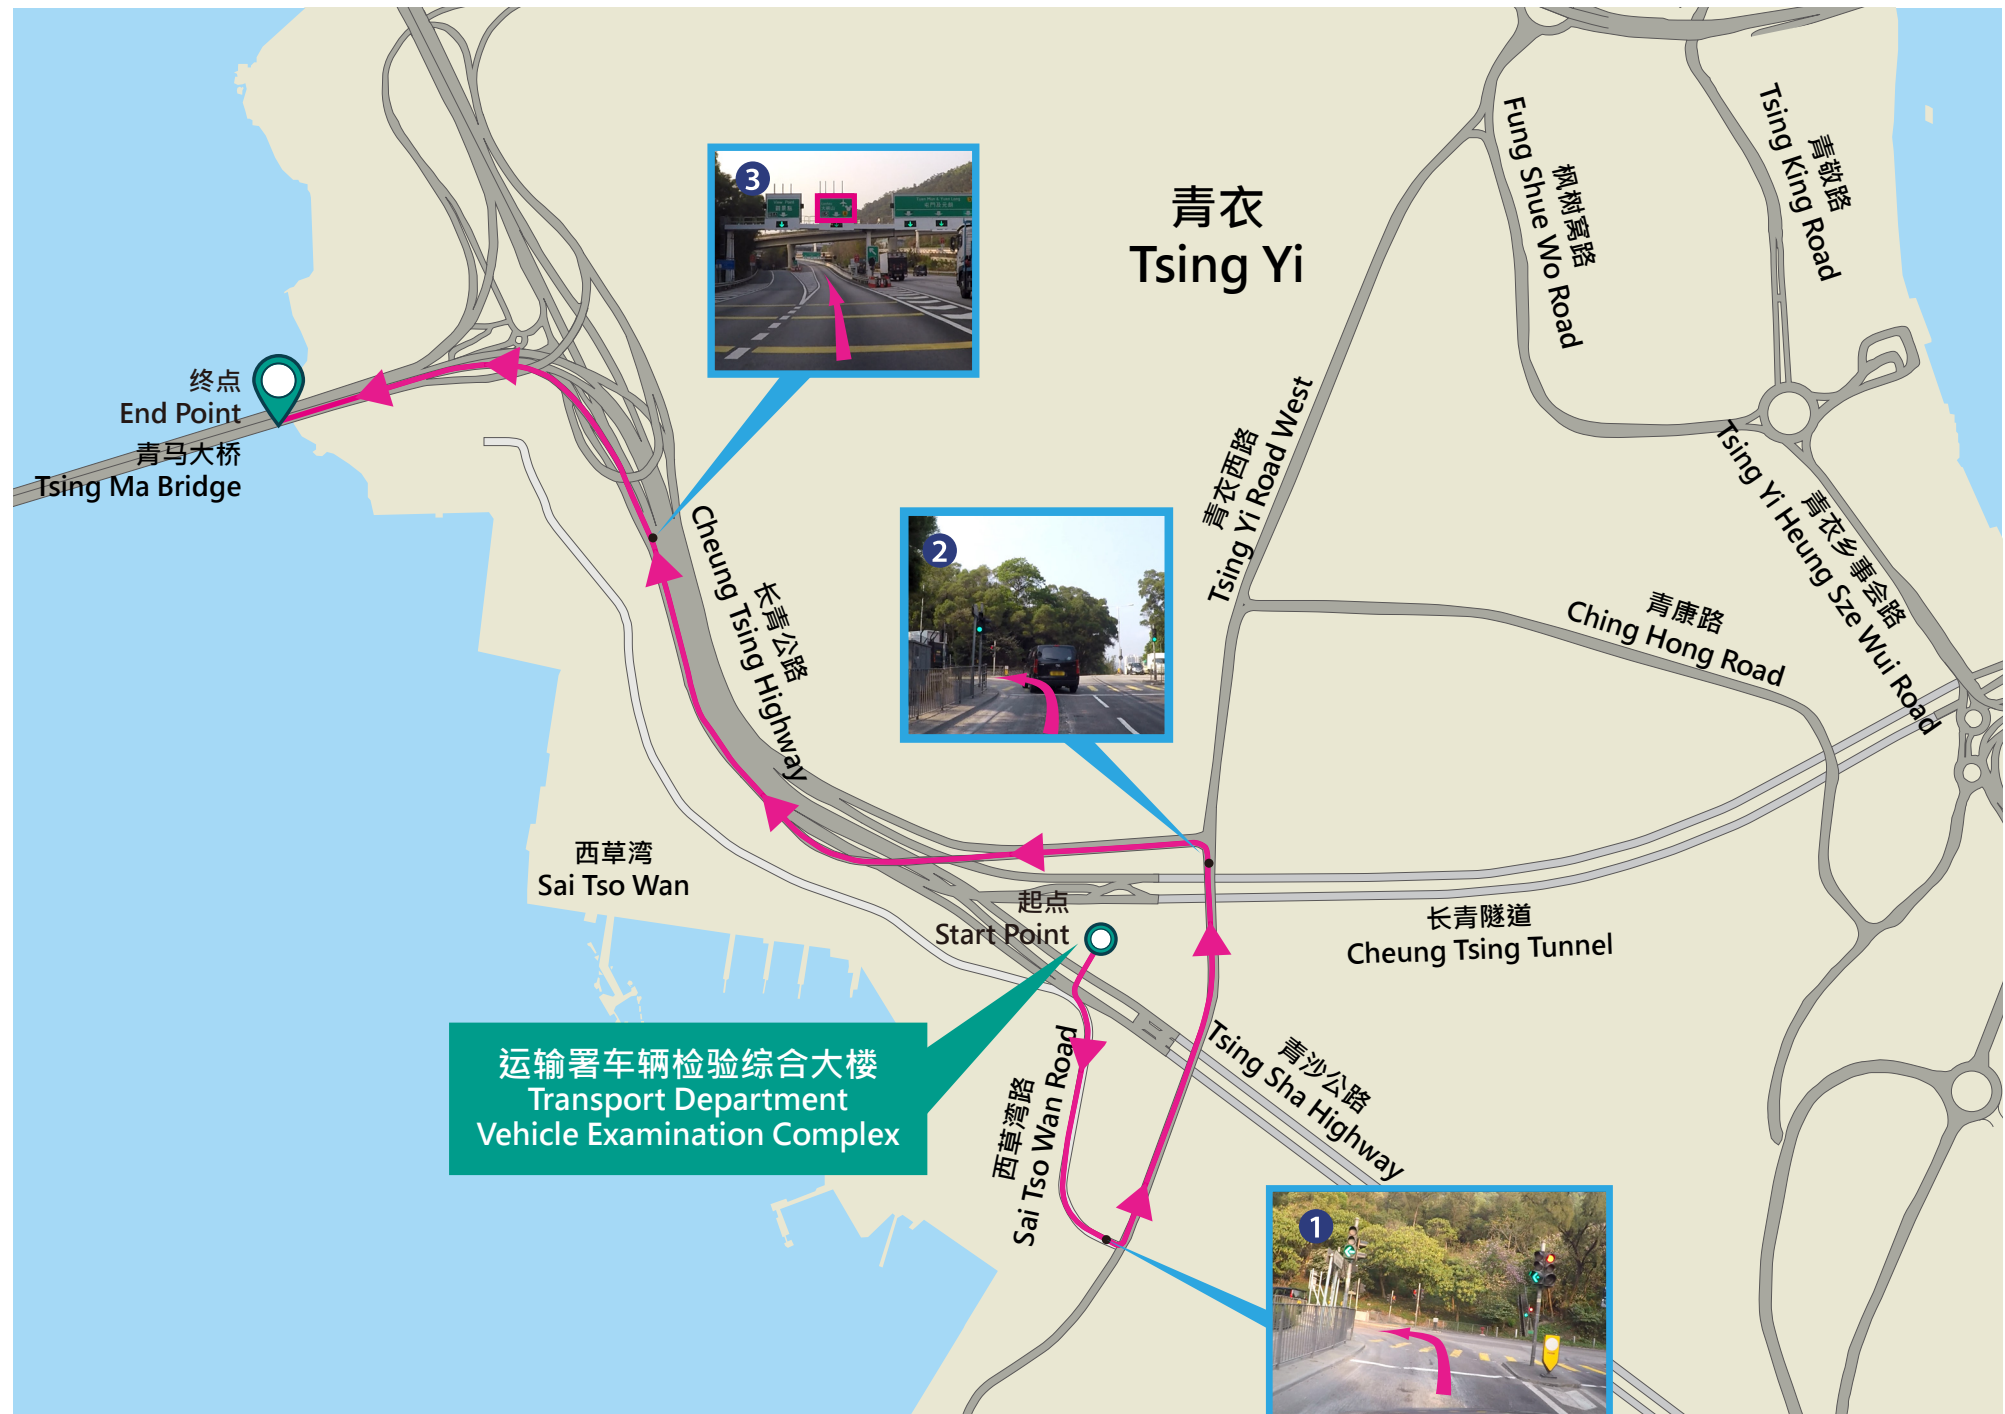 3
青衣
Tsing Yi
枫树窝路
Fung Shue Wo Road
青敬路
Tsing King Road
终点
End Point
青马大桥
Tsing Ma Bridge
青衣西路
Tsing Yi Road West
2
长青公路
Cheung Tsing Highway
青衣乡事会路
Tsing Yi Heung Sze Wui Road
青康路
Ching Hong Road
西草湾
Sai Tso Wan
起点
Start Point
长青隧道
Cheung Tsing Tunnel
运输署车辆检验综合大楼
Transport Department
Vehicle Examination Complex
西草湾路
Sai Tso Wan Road
青沙公路
Tsing Sha Highway
1